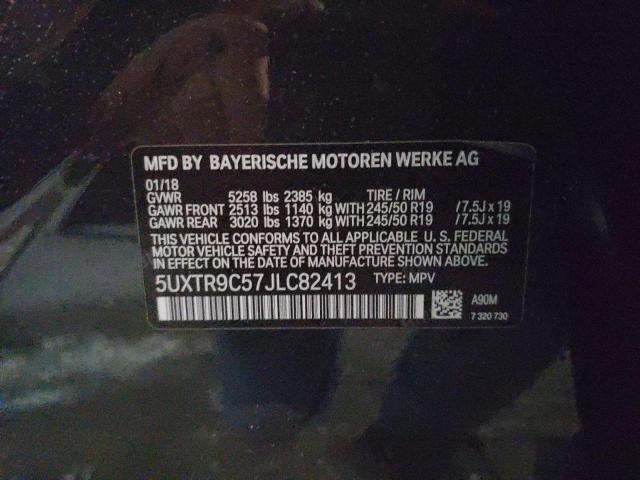 MFD BY BAYERISCHE MOTOREN WERKE AG
01/18
GVWR 5258 lbs 2385 kg TIRE / RIM
GAWR FRONT 2513 lbs 1140 kg WITH 245/50 R19 /7.5J x 19
GAWR REAR 3020 lbs 1370 kg WITH 245/50 R19 /7.5J x 19
THIS VEHICLE CONFORMS TO ALL APPLICABLE U. S. FEDERAL
MOTOR VEHICLE SAFETY AND THEFT PREVENTION STANDARDS
IN EFFECT ON THE DATE OF MANUFACTURE SHOWN ABOVE.
5UXTR9C57JLC82413 TYPE: MPV
A90M
7 320 730